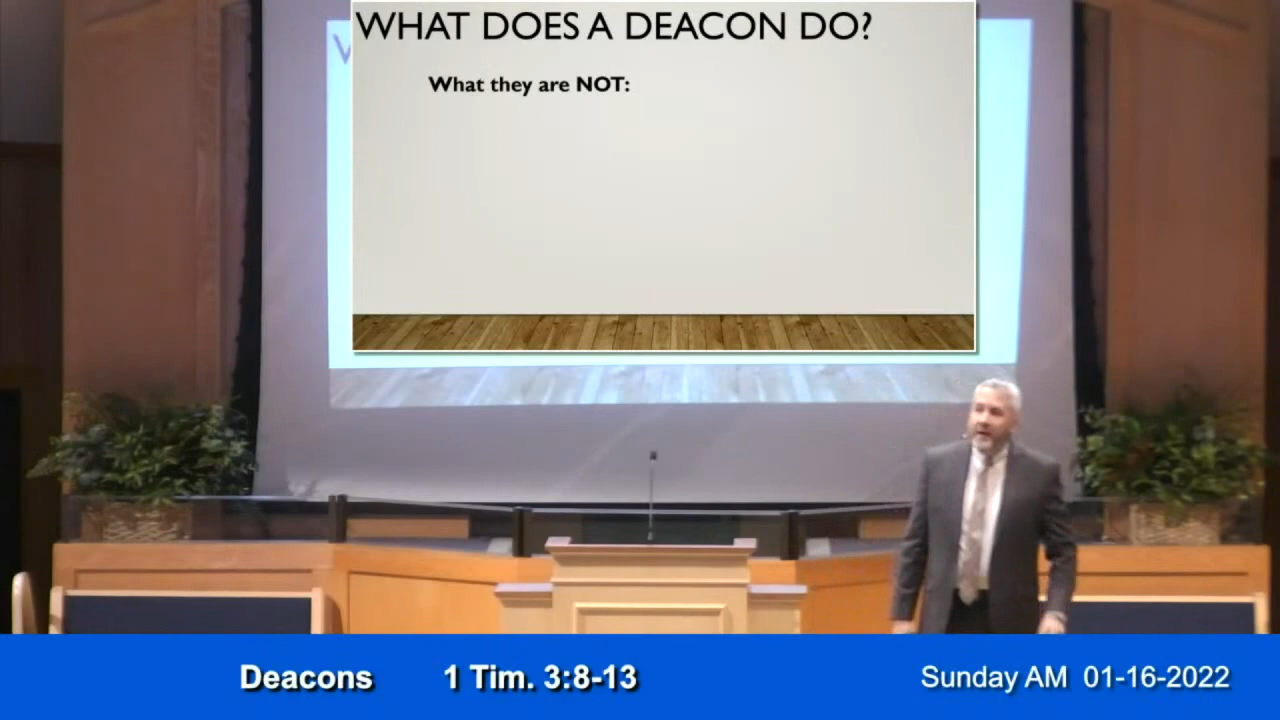 WHAT DOES A DEACON DO?
What they are NOT:
Deacons 1 Tim. 3:8-13 Sunday AM 01-16-2022